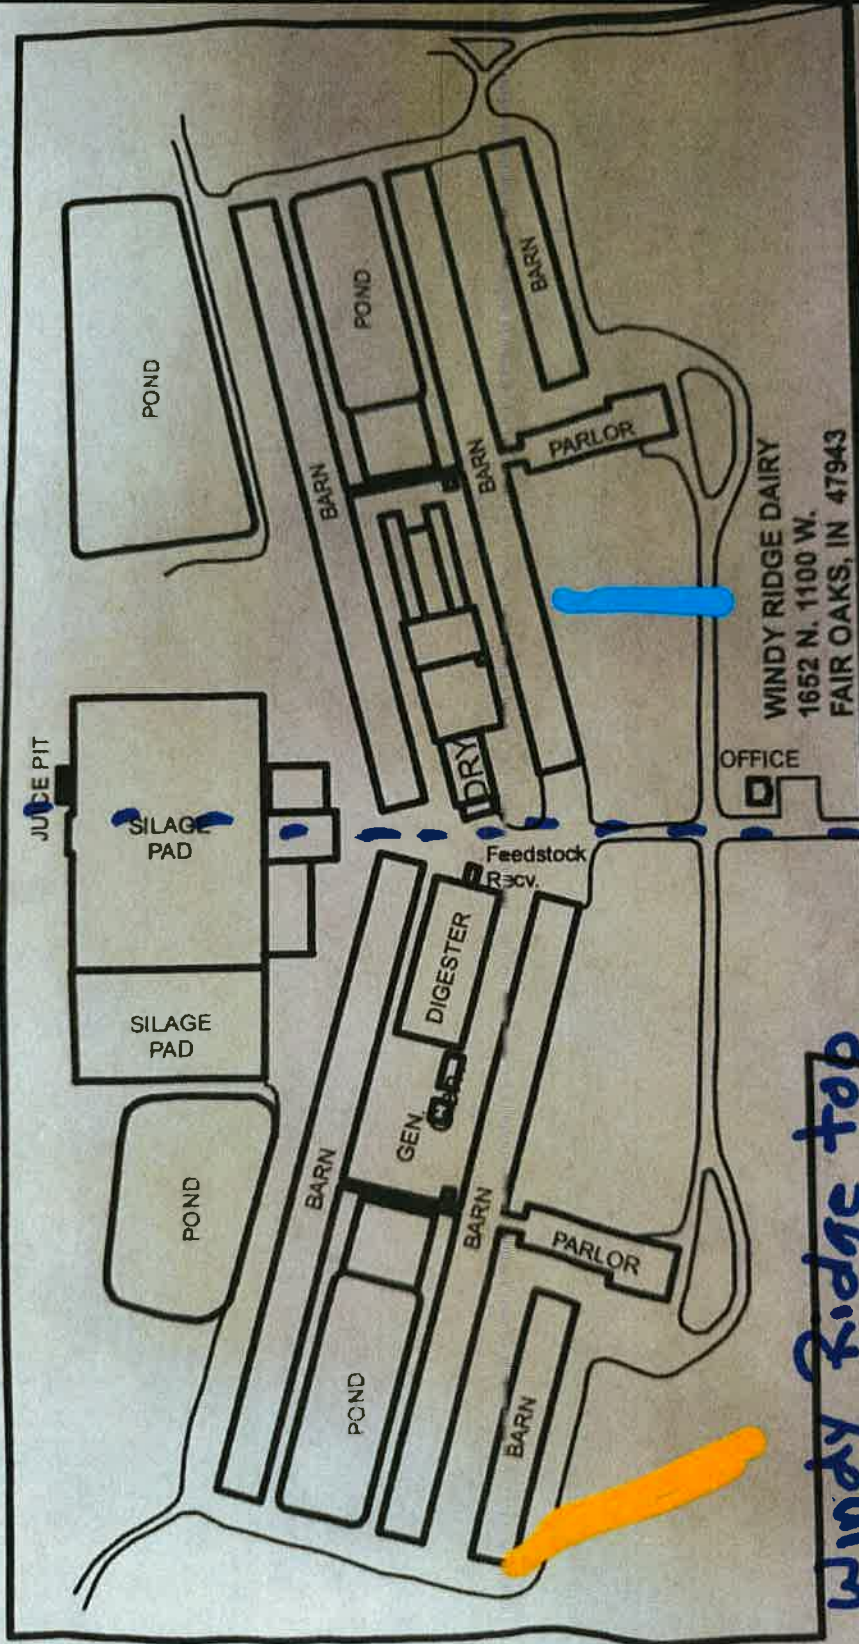 JUICE PIT
POND
SILAGE
PAD
SILAGE
PAD
POND
BARN
POND
BARN
BARN
PARLOR
DRY
Feedstock
Recv.
DIGESTER
GEN.
BARN
BARN
POND
BARN
PARLOR
OFFICE
WINDY RIDGE DAIRY
1652 N. 1100 W.
FAIR OAKS, IN 47943
Windy Ridge